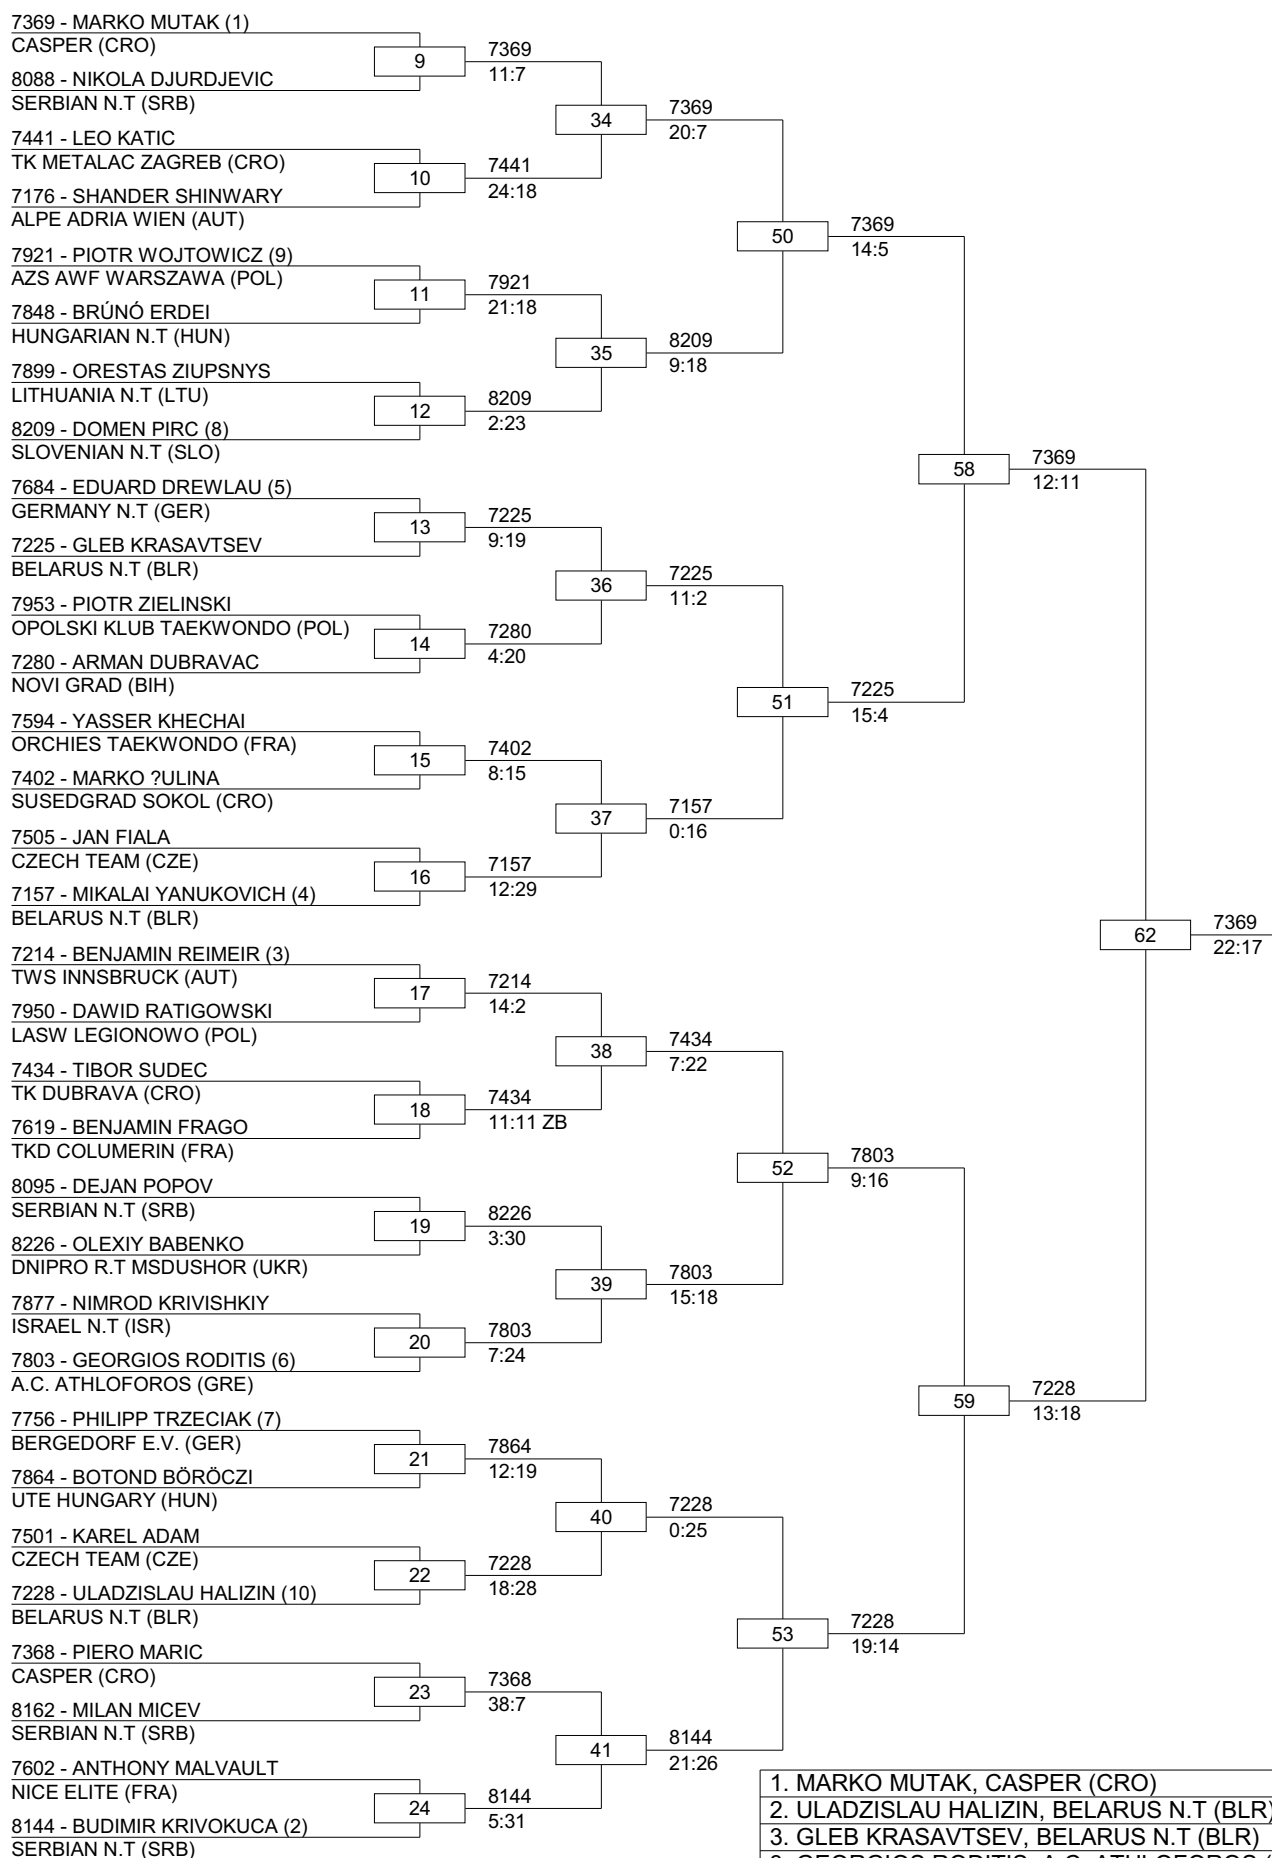 7369 - MARKO MUTAK (1)
CASPER (CRO)
8088 - NIKOLA DJURDJEVIC
SERBIAN N.T (SRB)
7441 - LEO KATIC
TK METALAC ZAGREB (CRO)
7176 - SHANDER SHINWARY
ALPE ADRIA WIEN (AUT)
7921 - PIOTR WOJTOWICZ (9)
AZS AWF WARSZAWA (POL)
7848 - BRÚNÓ ERDEI
HUNGARIAN N.T (HUN)
7899 - ORESTAS ZIUPSNYS
LITHUANIA N.T (LTU)
8209 - DOMEN PIRC (8)
SLOVENIAN N.T (SLO)
7684 - EDUARD DREWLAU (5)
GERMANY N.T (GER)
7225 - GLEB KRASAVTSEV
BELARUS N.T (BLR)
7953 - PIOTR ZIELINSKI
OPOLSKI KLUB TAEKWONDO (POL)
7280 - ARMAN DUBRAVAC
NOVI GRAD (BIH)
7594 - YASSER KHECHAI
ORCHIES TAEKWONDO (FRA)
7402 - MARKO ?ULINA
SUSEDGRAD SOKOL (CRO)
7505 - JAN FIALA
CZECH TEAM (CZE)
7157 - MIKALAI YANUKOVICH (4)
BELARUS N.T (BLR)
7214 - BENJAMIN REIMEIR (3)
TWS INNSBRUCK (AUT)
7950 - DAWID RATIGOWSKI
LASW LEGIONOWO (POL)
7434 - TIBOR SUDEC
TK DUBRAVA (CRO)
7619 - BENJAMIN FRAGO
TKD COLUMERIN (FRA)
8095 - DEJAN POPOV
SERBIAN N.T (SRB)
8226 - OLEXIY BABENKO
DNIPRO R.T MSDUSHOR (UKR)
7877 - NIMROD KRIVISHKIY
ISRAEL N.T (ISR)
7803 - GEORGIOS RODITIS (6)
A.C. ATHLOFOROS (GRE)
7756 - PHILIPP TRZECIAK (7)
BERGEDORF E.V. (GER)
7864 - BOTOND BÖRÖCZI
UTE HUNGARY (HUN)
7501 - KAREL ADAM
CZECH TEAM (CZE)
7228 - ULADZISLAU HALIZIN (10)
BELARUS N.T (BLR)
7368 - PIERO MARIC
CASPER (CRO)
8162 - MILAN MICEV
SERBIAN N.T (SRB)
7602 - ANTHONY MALVAULT
NICE ELITE (FRA)
8144 - BUDIMIR KRIVOKUCA (2)
SERBIAN N.T (SRB)
9
7369
11:7
10
7441
24:18
11
7921
21:18
12
8209
2:23
13
7225
9:19
14
7280
4:20
15
7402
8:15
16
7157
12:29
17
7214
14:2
18
7434
11:11 ZB
19
8226
3:30
20
7803
7:24
21
7864
12:19
22
7228
18:28
23
7368
38:7
24
8144
5:31
34
7369
20:7
35
8209
9:18
36
7225
11:2
37
7157
0:16
38
7434
7:22
39
7803
15:18
40
7228
0:25
41
8144
21:26
50
7369
14:5
51
7225
15:4
52
7803
9:16
53
7228
19:14
58
7369
12:11
59
7228
13:18
62
7369
22:17
1. MARKO MUTAK, CASPER (CRO)
2. ULADZISLAU HALIZIN, BELARUS N.T (BLR)
3. GLEB KRASAVTSEV, BELARUS N.T (BLR)
3. GEORGIOS RODITIS, A.C. ATHLOFOROS (